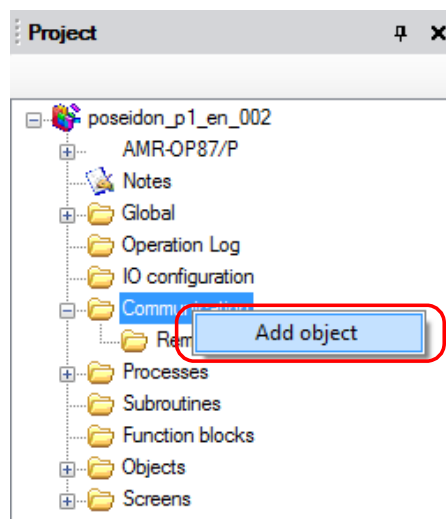 Project
poseidon_p1_en_002
AMR-OP87/P
Notes
Global
Operation Log
IO configuration
Add object
Processes
Subroutines
Function blocks
Objects
Screens